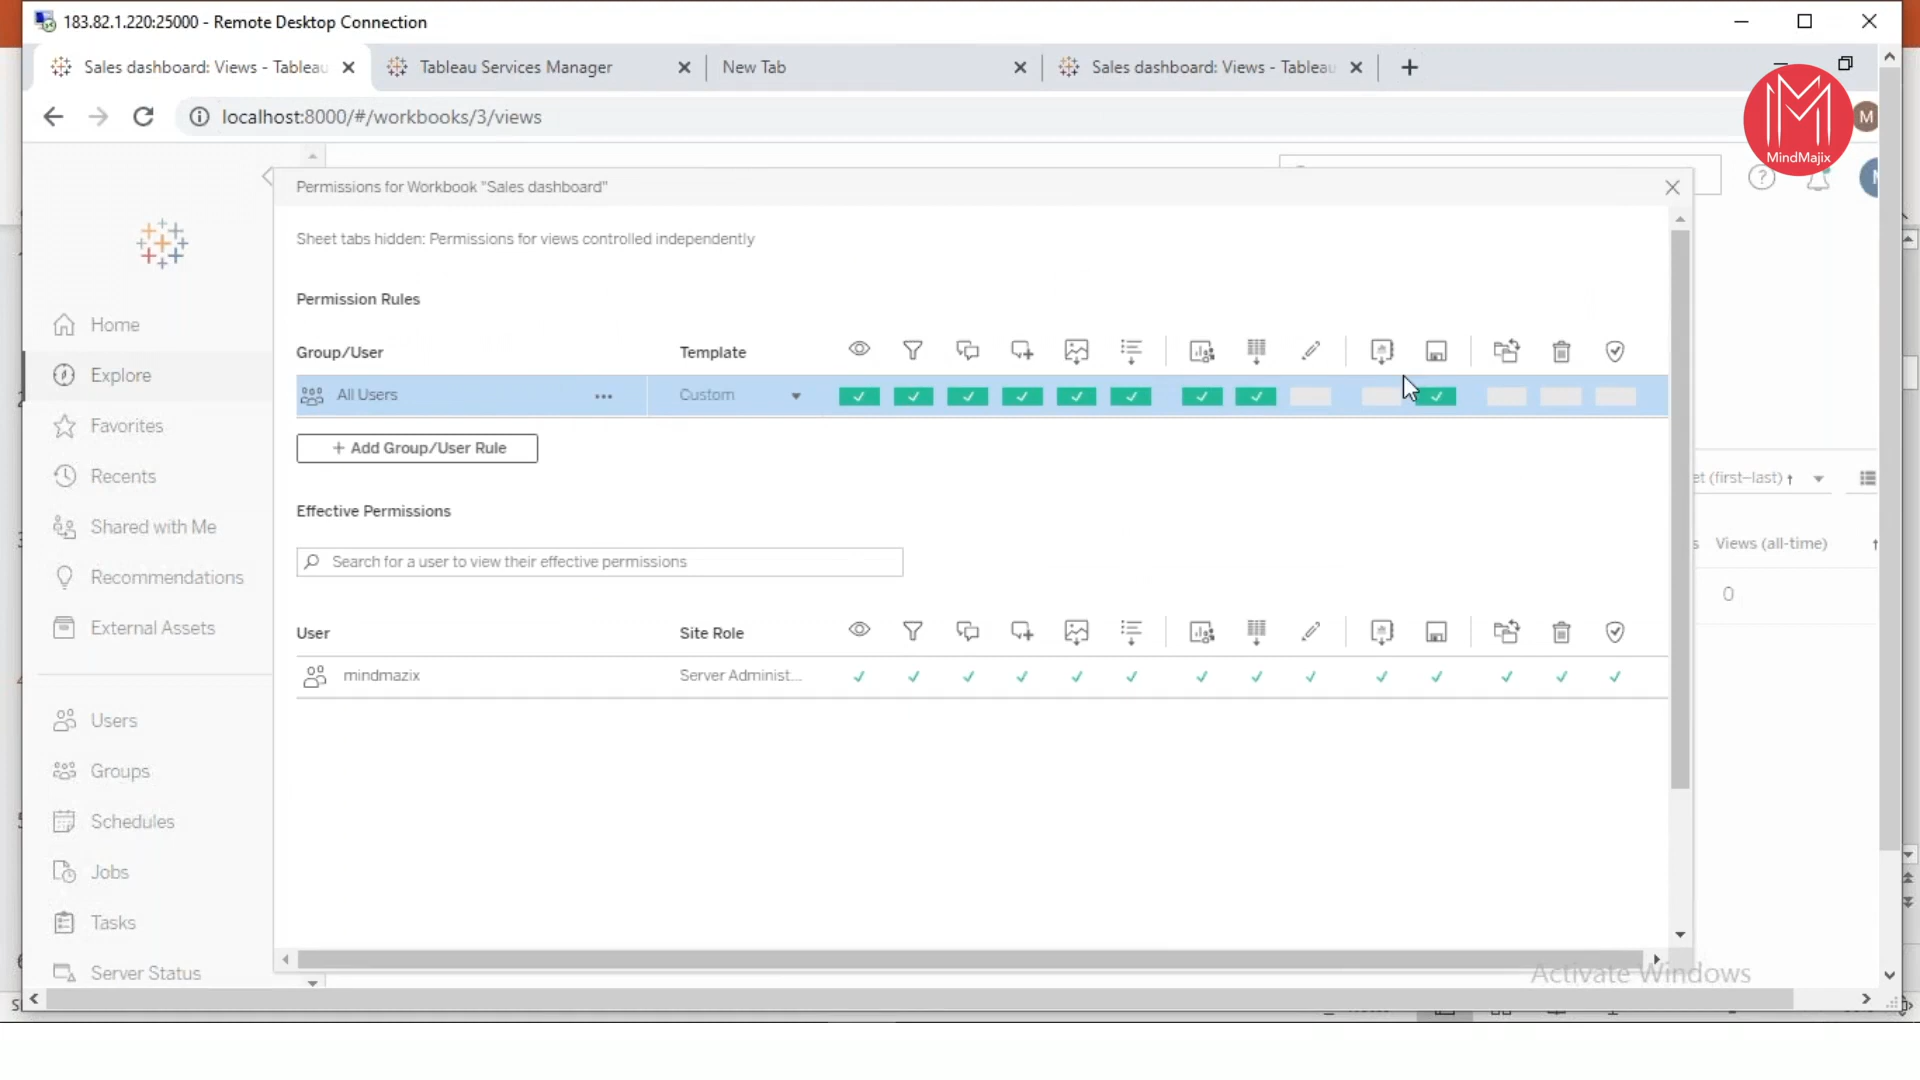 183.82.1.220:25000 - Remote Desktop Connection
Sales dashboard: Views - Tableau
Tableau Services Manager
New Tab
Sales dashboard: Views - Tableau
localhost:8000/#/workbooks/3/views
M
MindMajix
Permissions for Workbook "Sales dashboard"
Sheet tabs hidden: Permissions for views controlled independently
Permission Rules
Group/User Template
All Users ... Custom
+ Add Group/User Rule
Effective Permissions
Search for a user to view their effective permissions
User Site Role
mindmazix Server Administ...
Home
Explore
Favorites
Recents
Shared with Me
Recommendations
External Assets
Users
Groups
Schedules
Jobs
Tasks
Server Status
et (first–last) ↑
s Views (all-time) ↑
0
Activate Windows